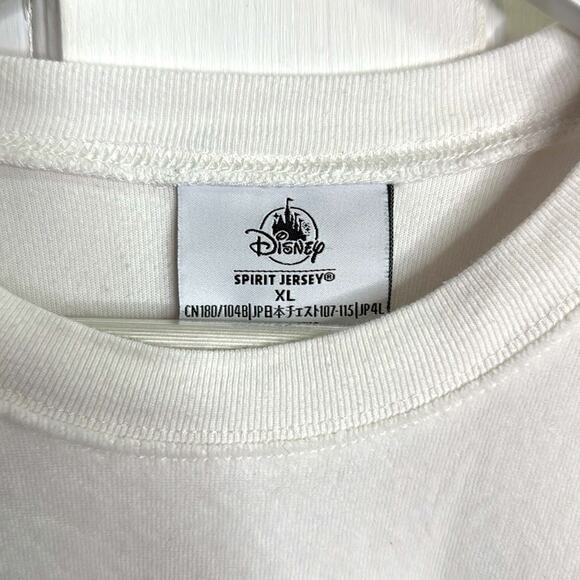 Disney
SPIRIT JERSEY®
XL
CN180/104B|JP日本チェスト107-115|JP4L